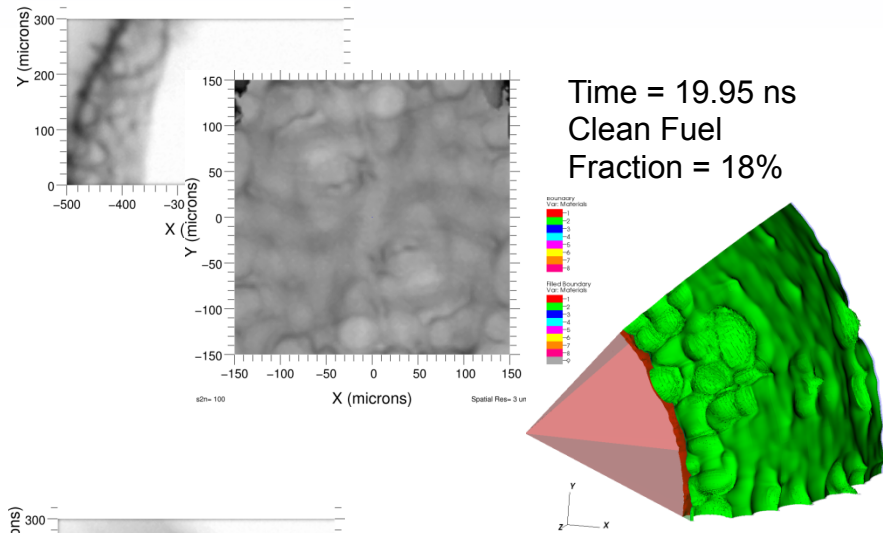 Y (microns)
300
200
100
0
−500
−400
−300
X (
Y (microns)
150
100
50
0
−50
−100
−150
−150
−100
−50
0
50
100
150
X (microns)
s2n= 100
Spatial Res= 3 um
Time = 19.95 ns
Clean Fuel
Fraction = 18%
Boundary
Var: Materials
1
2
3
4
5
6
7
8
Filled Boundary
Var: Materials
1
2
3
4
5
6
7
8
9
Y
Z
X
300